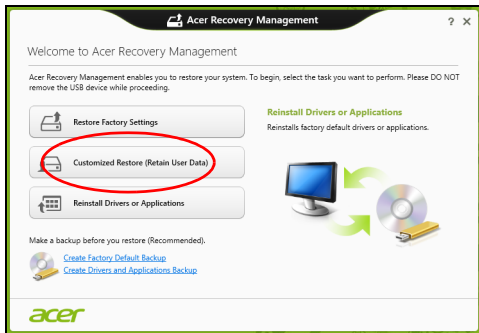 Acer Recovery Management
? X
Welcome to Acer Recovery Management
Acer Recovery Management enables you to restore your system. To begin, select the task you want to perform. Please DO NOT
remove the USB device while proceeding.
Restore Factory Settings
Customized Restore (Retain User Data)
Reinstall Drivers or Applications
Reinstall Drivers or Applications
Reinstalls factory default drivers or applications.
Make a backup before you restore (Recommended).
Create Factory Default Backup
Create Drivers and Applications Backup
acer